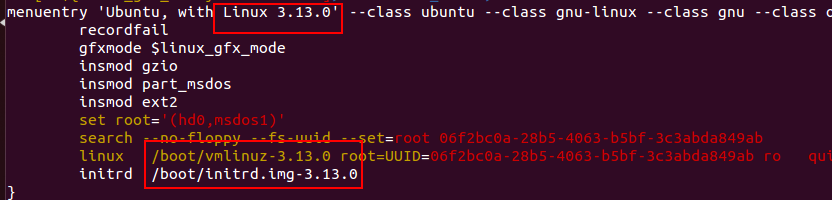 menuentry 'Ubuntu, with Linux 3.13.0' --class ubuntu --class gnu-linux --class gnu --class
recordfail
gfxmode $linux_gfx_mode
insmod gzio
insmod part_msdos
insmod ext2
set root='(hd0,msdos1)'
search --no-floppy --fs-uuid --set=root 06f2bc0a-28b5-4063-b5bf-3c3abda849ab
linux /boot/vmlinuz-3.13.0 root=UUID=06f2bc0a-28b5-4063-b5bf-3c3abda849ab ro qui
initrd /boot/initrd.img-3.13.0
}